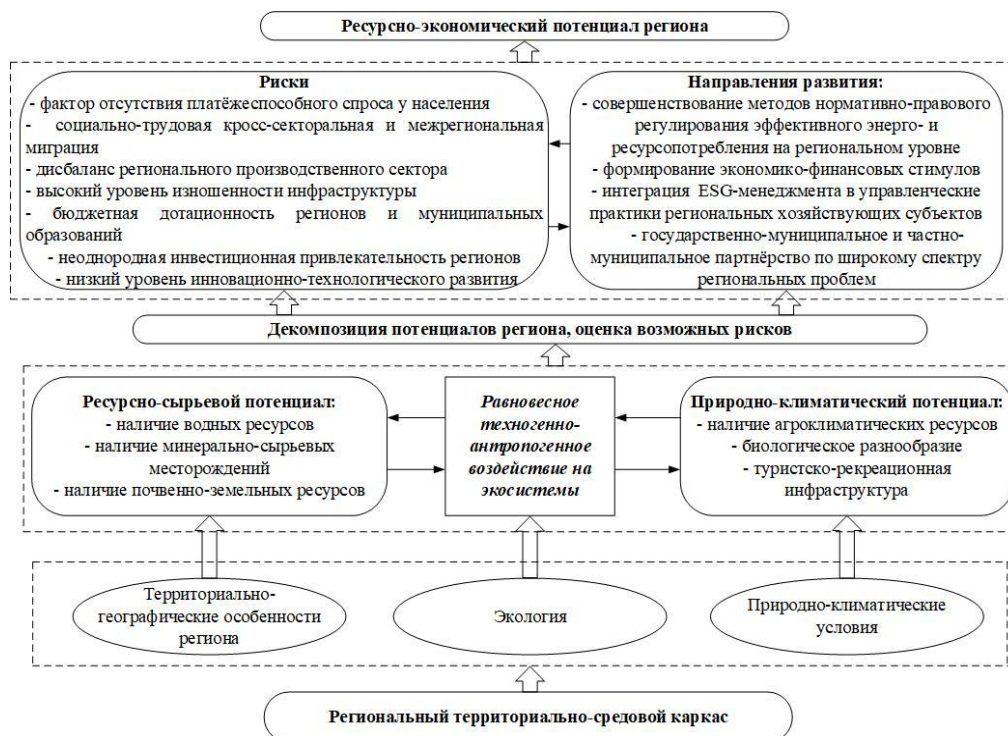 Ресурсно-экономический потенциал региона
Риски
- фактор отсутствия платёжеспособного спроса у населения
- социально-трудовая кросс-секторальная и межрегиональная
миграция
- дисбаланс регионального производственного сектора
- высокий уровень изношенности инфраструктуры
- бюджетная дотационность регионов и муниципальных
образований
- неоднородная инвестиционная привлекательность регионов
- низкий уровень инновационно-технологического развития
Направления развития:
- совершенствование методов нормативно-правового
регулирования эффективного энерго- и
ресурсопотребления на региональном уровне
- формирование экономико-финансовых стимулов
- интеграция ESG-менеджмента в управленческие
практики региональных хозяйствующих субъектов
- государственно-муниципальное и частно-
муниципальное партнёрство по широкому спектру
региональных проблем
Декомпозиция потенциалов региона, оценка возможных рисков
Ресурсно-сырьевой потенциал:
- наличие водных ресурсов
- наличие минерально-сырьевых
месторождений
- наличие почвенно-земельных ресурсов
Равновесное
техногенно-
антропогенное
воздействие на
экосистемы
Природно-климатический потенциал:
- наличие агроклиматических ресурсов
- биологическое разнообразие
- туристско-рекреационная
инфраструктура
Территориально-
географические особенности
региона
Экология
Природно-климатические
условия
Региональный территориально-средовой каркас